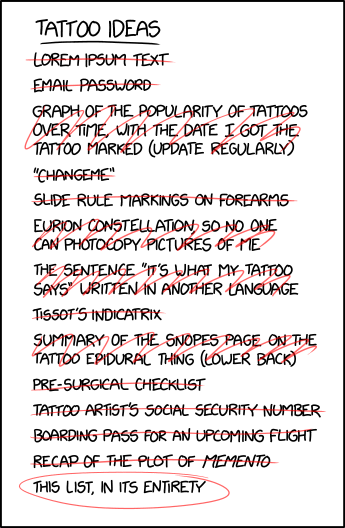 TATTOO IDEAS
LOREM IPSUM TEXT
EMAIL PASSWORD
GRAPH OF THE POPULARITY OF TATTOOS
OVER TIME, WITH THE DATE I GOT THE
TATTOO MARKED (UPDATE REGULARLY)
"CHANGEME"
SLIDE RULE MARKINGS ON FOREARMS
EURION CONSTELLATION SO NO ONE
CAN PHOTOCOPY PICTURES OF ME
THE SENTENCE "IT'S WHAT MY TATTOO
SAYS" WRITTEN IN ANOTHER LANGUAGE
TISSOT'S INDICATRIX
SUMMARY OF THE SNOPES PAGE ON THE
TATTOO EPIDURAL THING (LOWER BACK)
PRE-SURGICAL CHECKLIST
TATTOO ARTIST'S SOCIAL SECURITY NUMBER
BOARDING PASS FOR AN UPCOMING FLIGHT
RECAP OF THE PLOT OF MEMENTO
THIS LIST, IN ITS ENTIRETY